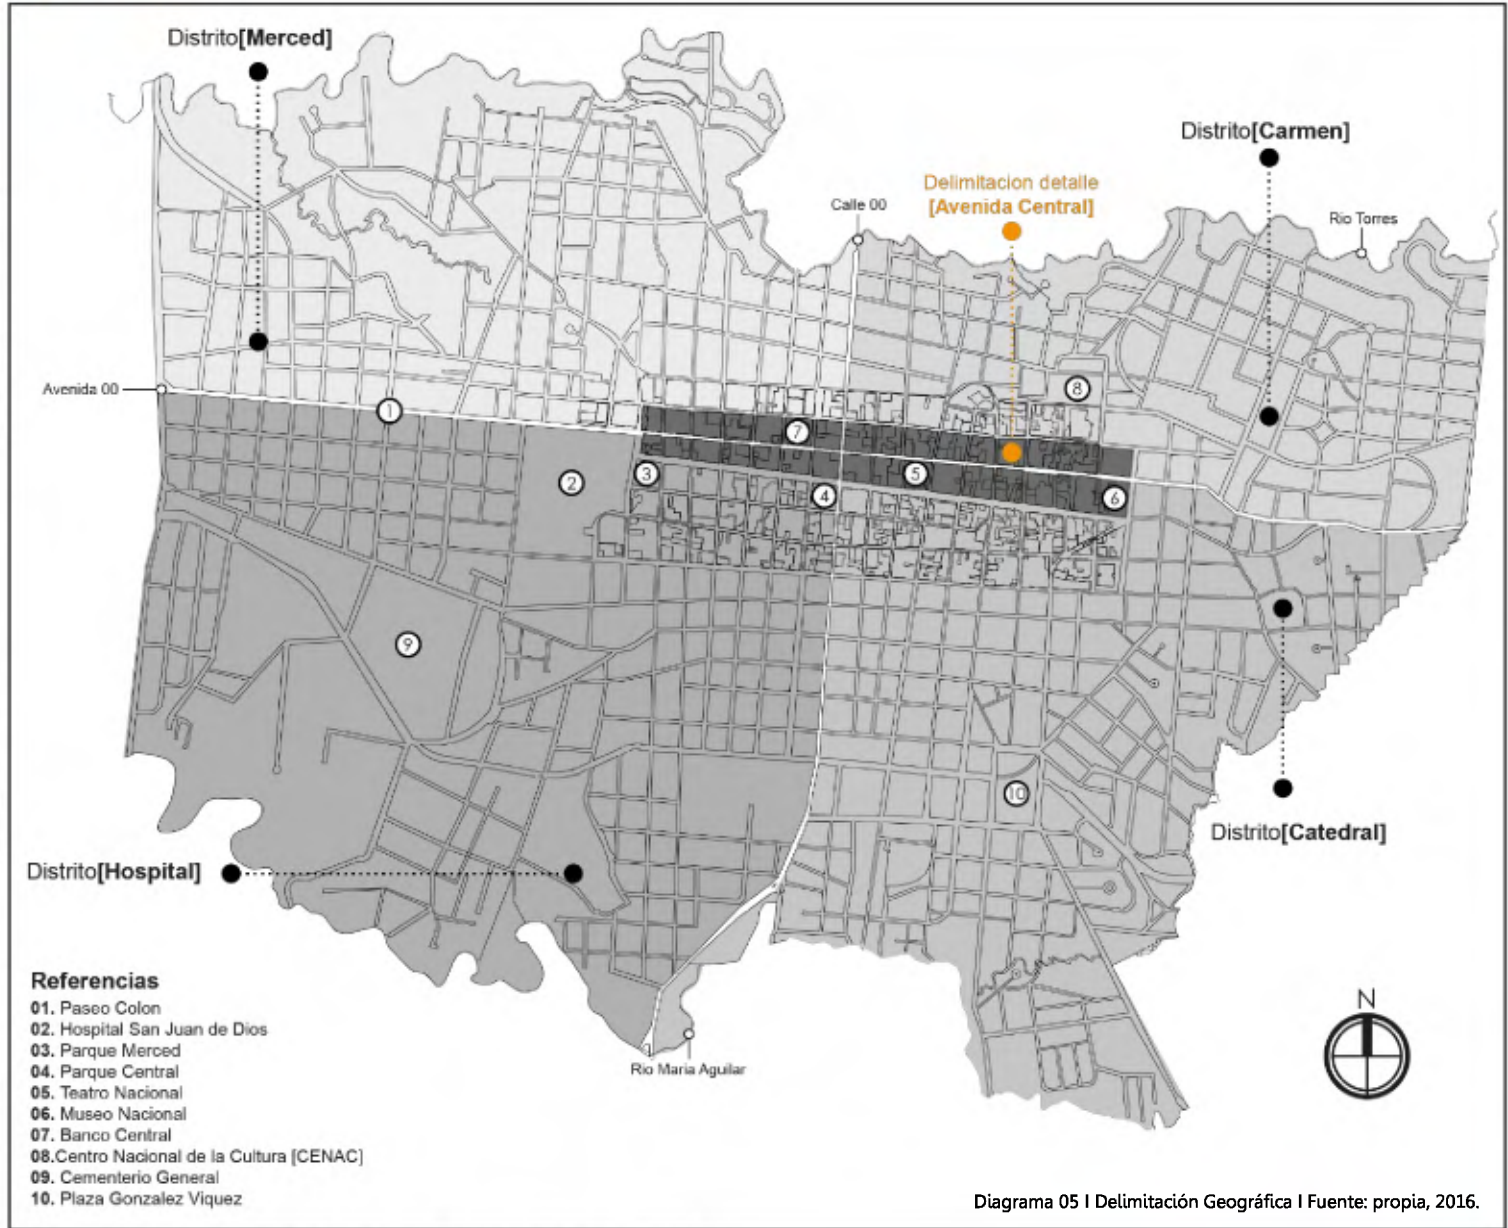 Distrito[Merced]
Distrito[Carmen]
Delimitacion detalle
[Avenida Central]
Calle 00
Rio Torres
Avenida 00
1
2
3
4
5
6
7
8
9
10
Distrito[Catedral]
Distrito[Hospital]
Rio Maria Aguilar
N
Referencias
01. Paseo Colon
02. Hospital San Juan de Dios
03. Parque Merced
04. Parque Central
05. Teatro Nacional
06. Museo Nacional
07. Banco Central
08.Centro Nacional de la Cultura [CENAC]
09. Cementerio General
10. Plaza Gonzalez Viquez
Diagrama 05 I Delimitación Geográfica I Fuente: propia, 2016.